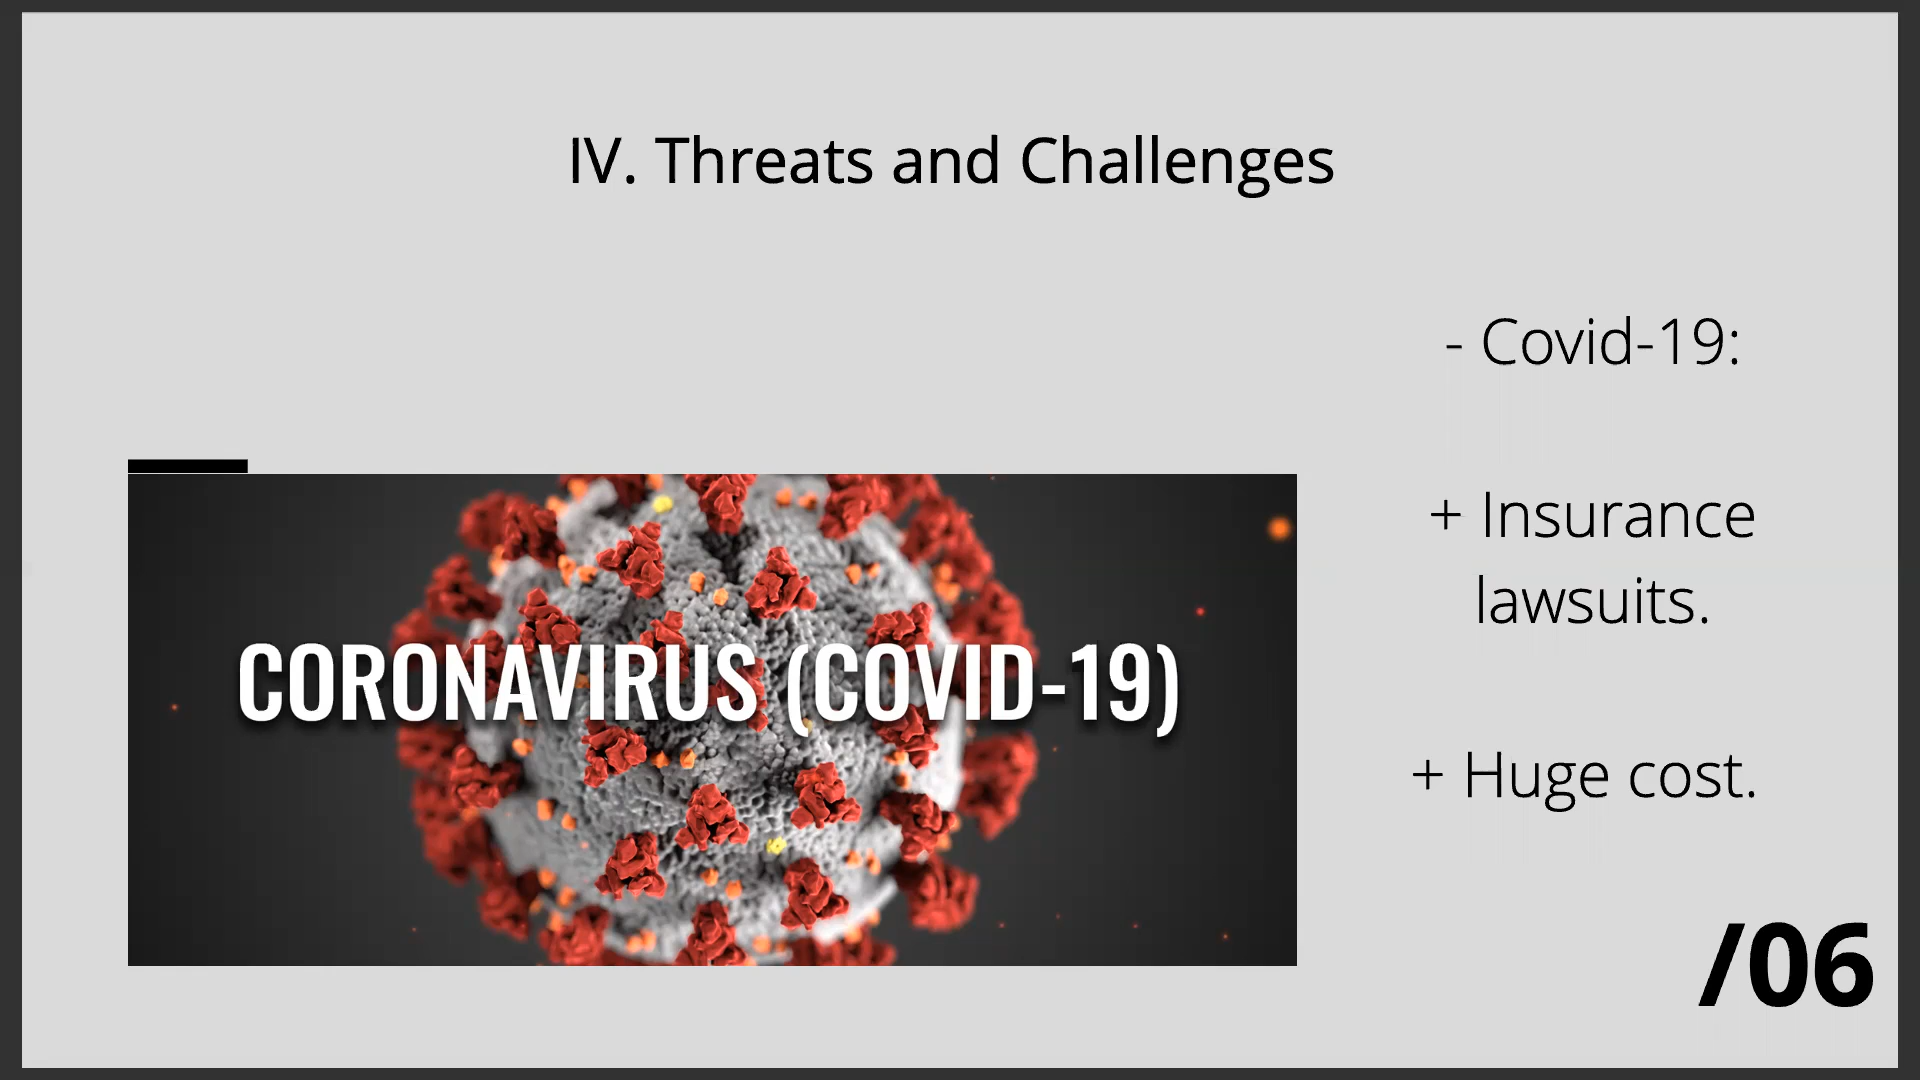 IV. Threats and Challenges
- Covid-19:
+ Insurance
lawsuits.
+ Huge cost.
CORONAVIRUS (COVID-19)
/06